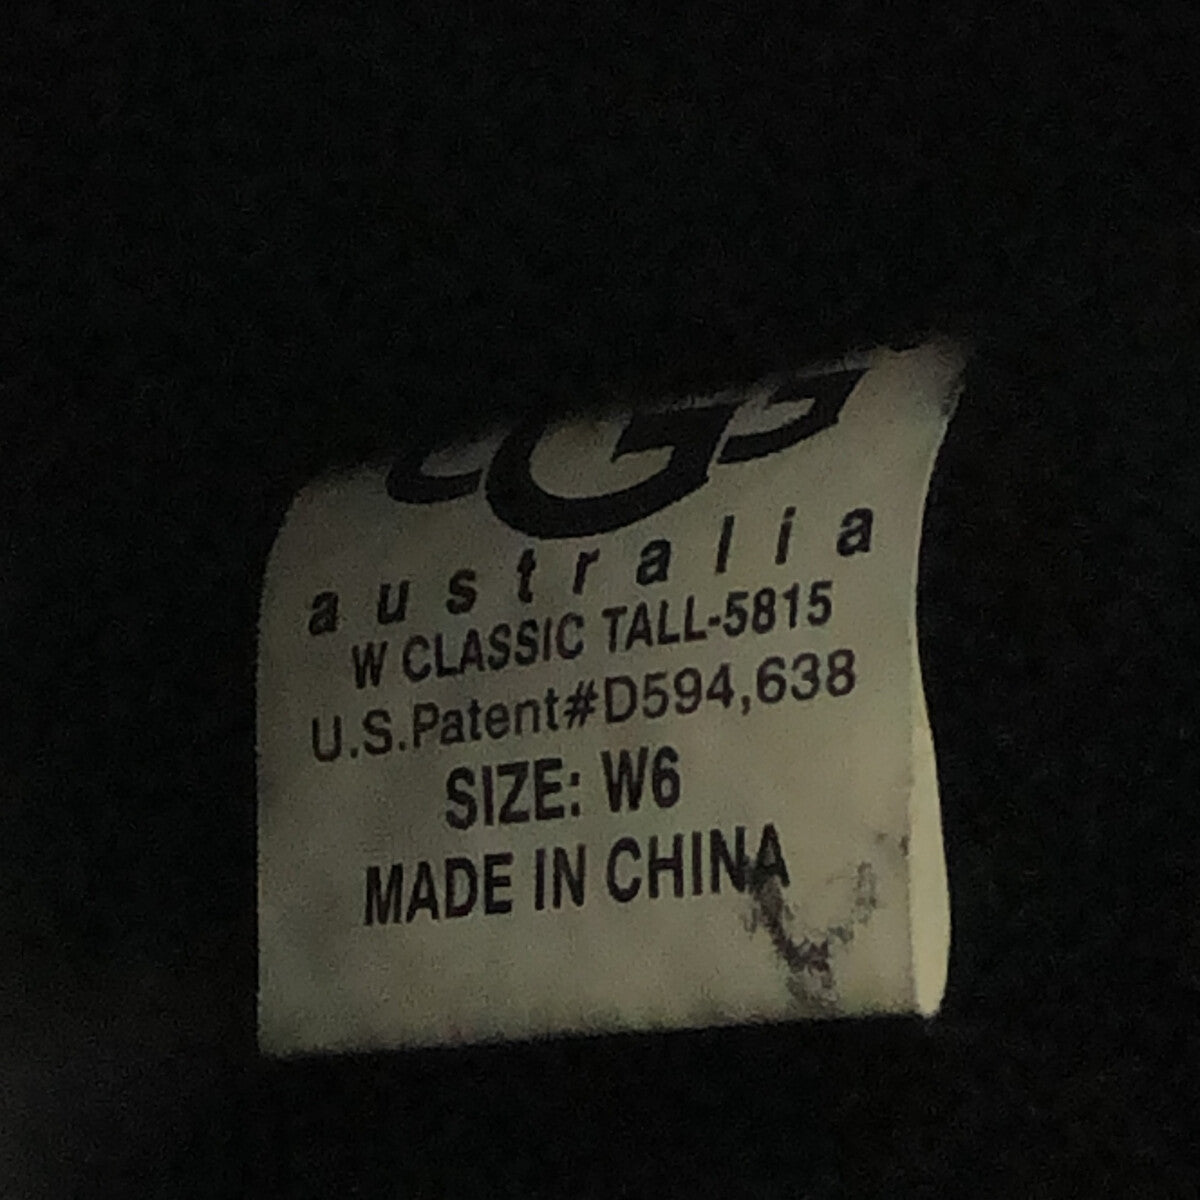 UGG
australia
W CLASSIC TALL-5815
U.S.Patent#D594,638
SIZE: W6
MADE IN CHINA